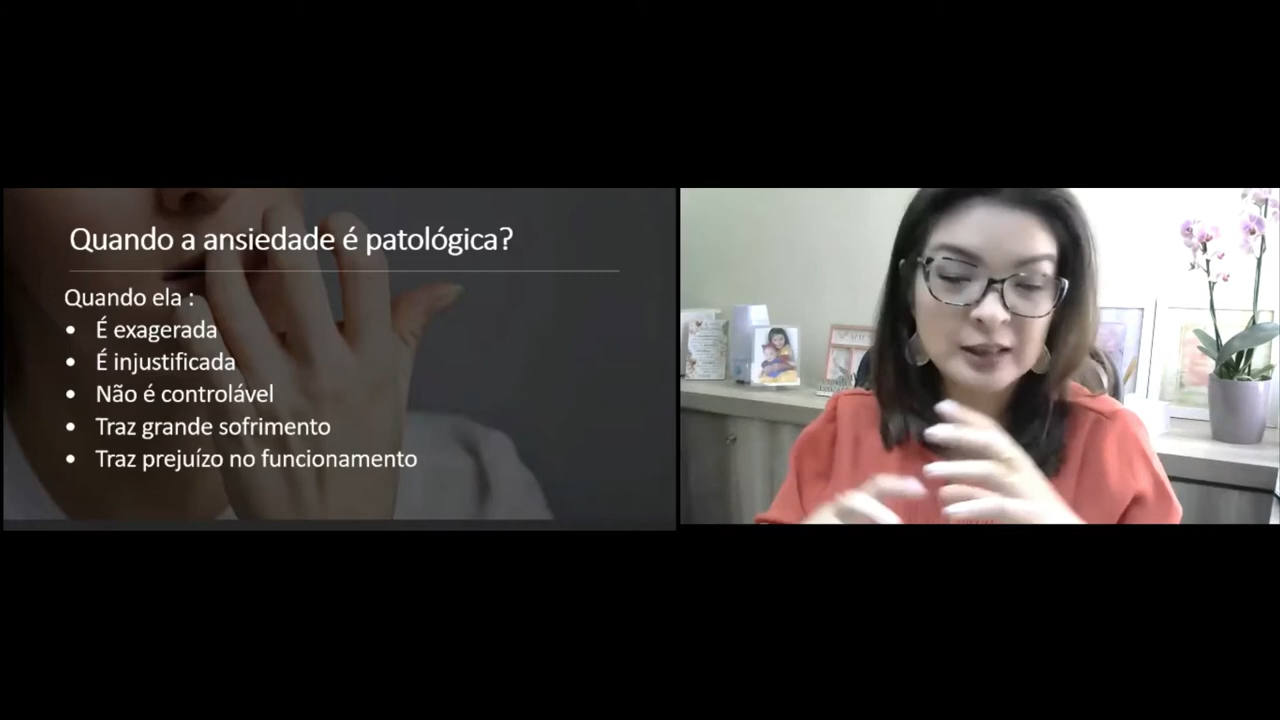 Quando a ansiedade é patológica?
Quando ela :
• É exagerada
• É injustificada
• Não é controlável
• Traz grande sofrimento
• Traz prejuízo no funcionamento